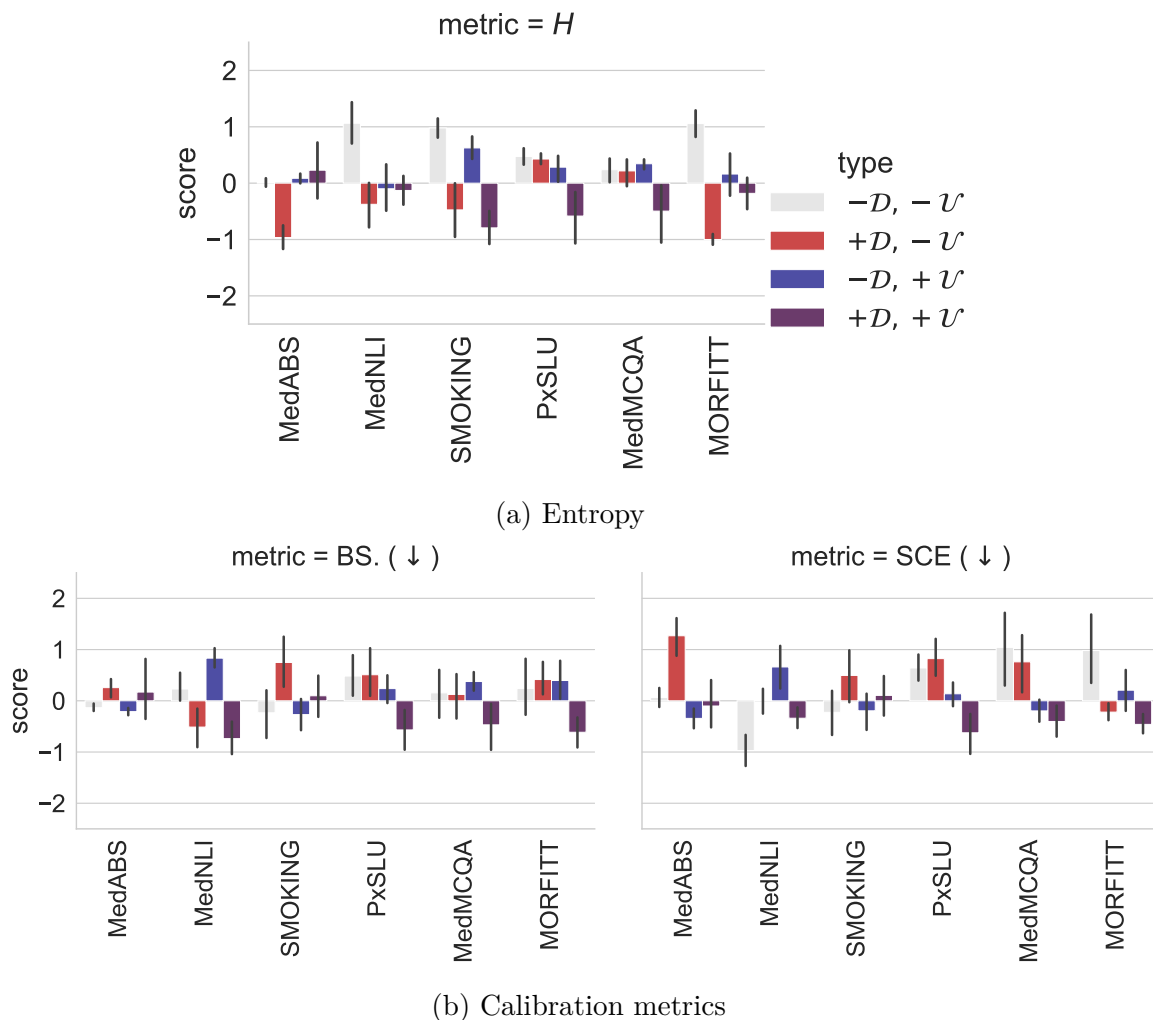 metric = H
2
1
0
−1
−2
score
MedABS
MedNLI
SMOKING
PxSLU
MedMCQA
MORFITT
type
−𝒟, − 𝒰
+𝒟, − 𝒰
−𝒟, + 𝒰
+𝒟, + 𝒰
(a) Entropy
metric = BS. ( ↓ )
2
1
0
−1
−2
score
MedABS
MedNLI
SMOKING
PxSLU
MedMCQA
MORFITT
metric = SCE ( ↓ )
MedABS
MedNLI
SMOKING
PxSLU
MedMCQA
MORFITT
(b) Calibration metrics